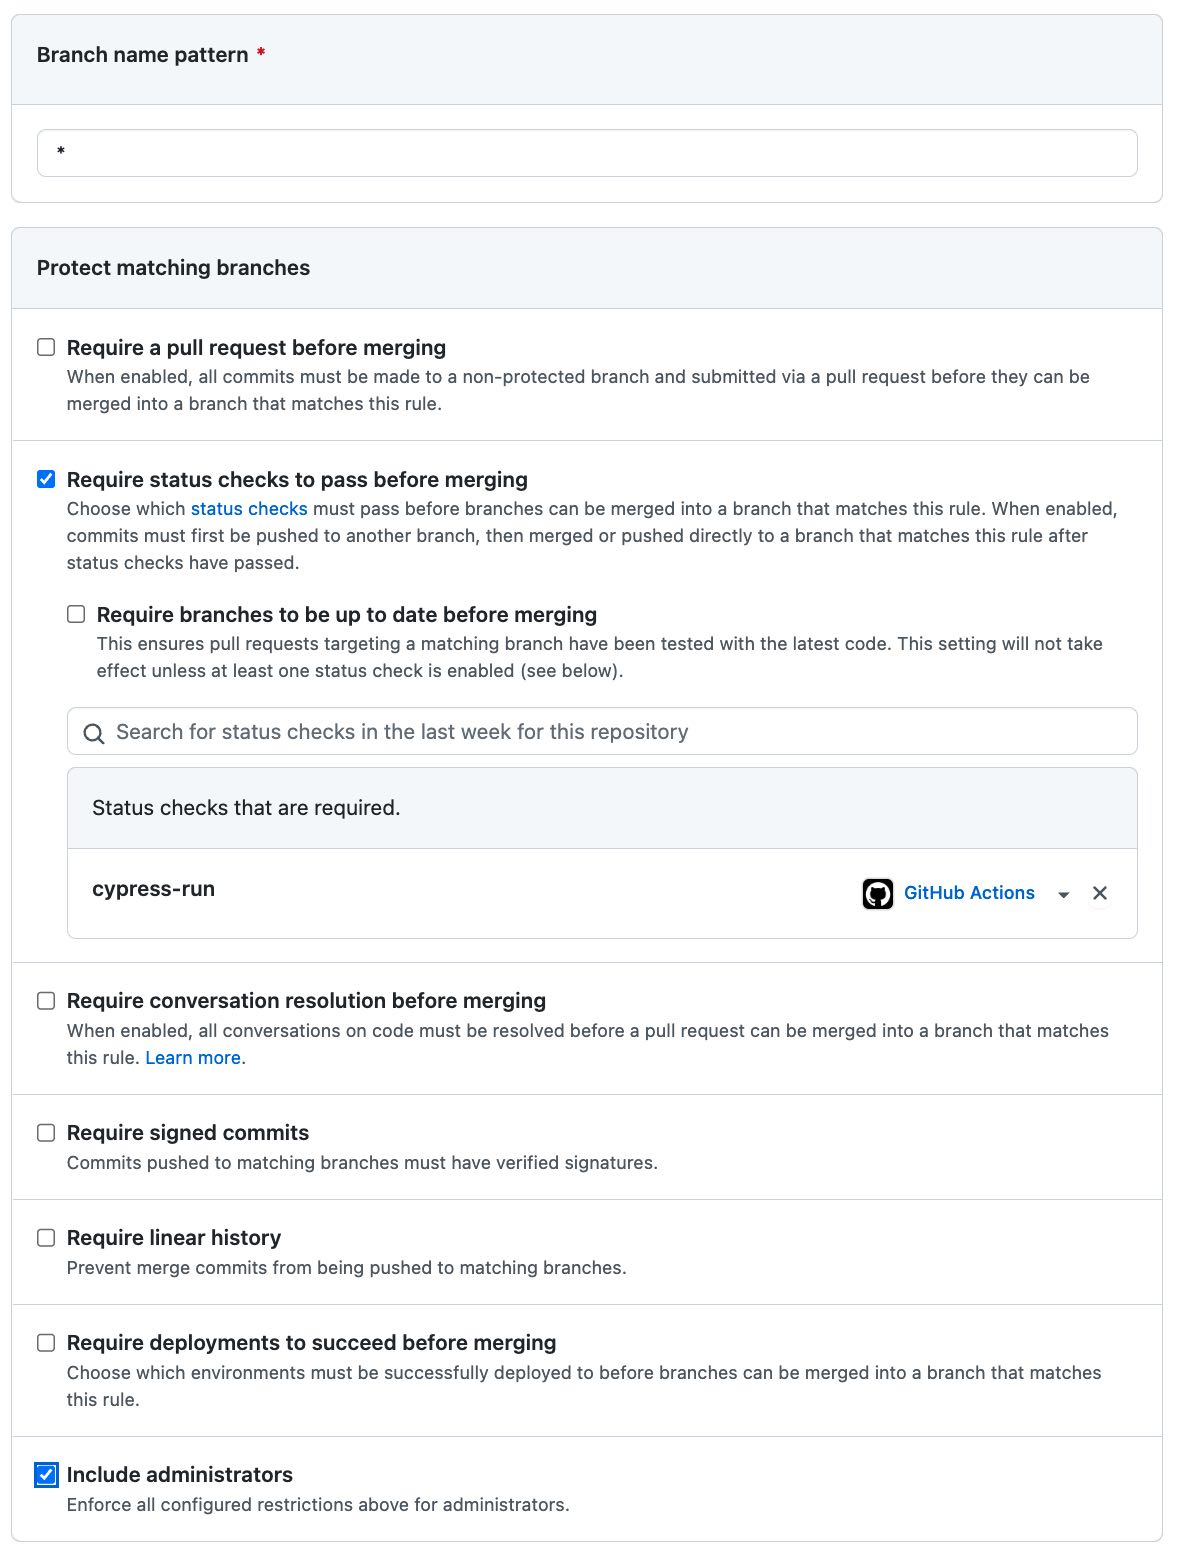 Branch name pattern *
*
Protect matching branches
Require a pull request before merging
When enabled, all commits must be made to a non-protected branch and submitted via a pull request before they can be
merged into a branch that matches this rule.
Require status checks to pass before merging
Choose which status checks must pass before branches can be merged into a branch that matches this rule. When enabled,
commits must first be pushed to another branch, then merged or pushed directly to a branch that matches this rule after
status checks have passed.
Require branches to be up to date before merging
This ensures pull requests targeting a matching branch have been tested with the latest code. This setting will not take
effect unless at least one status check is enabled (see below).
Search for status checks in the last week for this repository
Status checks that are required.
cypress-run GitHub Actions
Require conversation resolution before merging
When enabled, all conversations on code must be resolved before a pull request can be merged into a branch that matches
this rule. Learn more.
Require signed commits
Commits pushed to matching branches must have verified signatures.
Require linear history
Prevent merge commits from being pushed to matching branches.
Require deployments to succeed before merging
Choose which environments must be successfully deployed to before branches can be merged into a branch that matches
this rule.
Include administrators
Enforce all configured restrictions above for administrators.